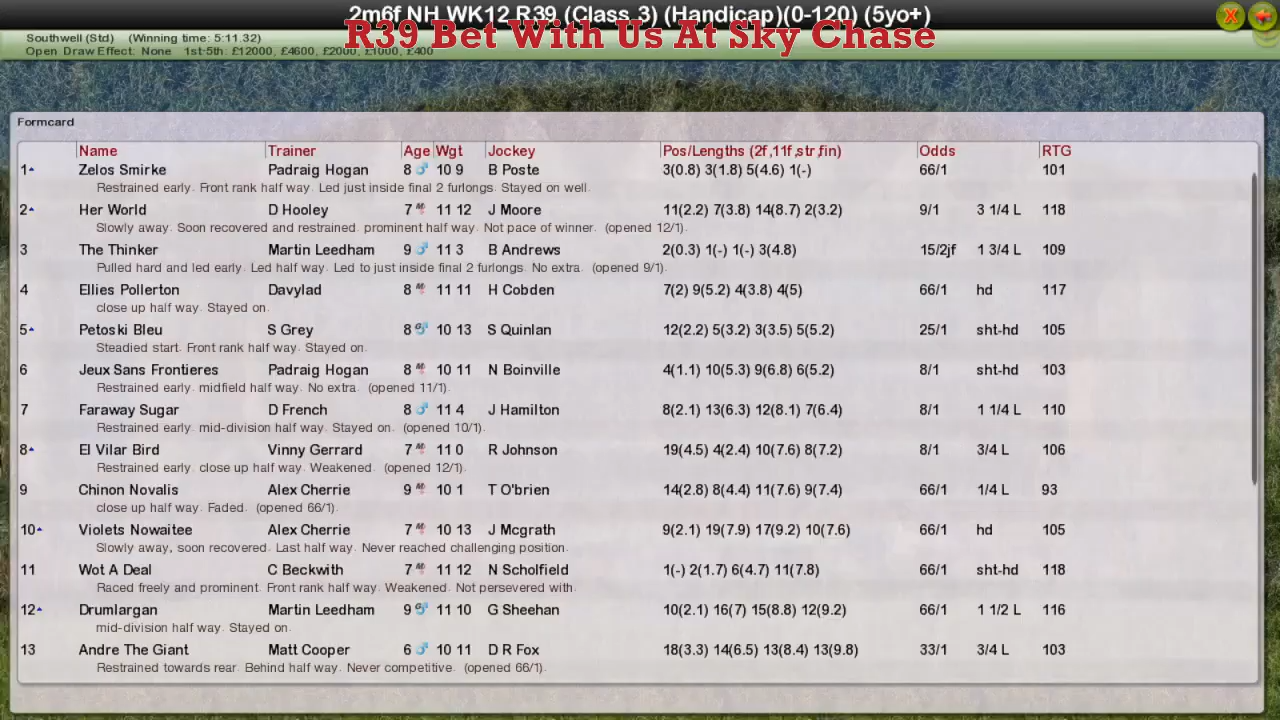 2m6f NH WK12 R39 (Class 3) (Handicap)(0-120) (5yo+)
R39 Bet With Us At Sky Chase
Southwell (Std) (Winning time: 5:11.32)
Open Draw Effect. None 1st-5th: £12000, £4600, £2000, £1000, £400
Formcard
Name Trainer Age Wgt Jockey Pos/Lengths (2f,11f,str,fin) Odds RTG
1 Zelos Smirke Padraig Hogan 8 10 9 B Poste 3(0.8) 3(1.8) 5(4.6) 1(-) 66/1 101
Restrained early. Front rank half way. Led just inside final 2 furlongs. Stayed on well.
2 Her World D Hooley 7 11 12 J Moore 11(2.2) 7(3.8) 14(8.7) 2(3.2) 9/1 3 1/4 L 118
Slowly away. Soon recovered and restrained. prominent half way. Not pace of winner. (opened 12/1).
3 The Thinker Martin Leedham 9 11 3 B Andrews 2(0.3) 1(-) 1(-) 3(4.8) 15/2jf 1 3/4 L 109
Pulled hard and led early. Led half way. Led to just inside final 2 furlongs. No extra. (opened 9/1).
4 Ellies Pollerton Davylad 8 11 11 H Cobden 7(2) 9(5.2) 4(3.8) 4(5) 66/1 hd 117
close up half way. Stayed on.
5 Petoski Bleu S Grey 8 10 13 S Quinlan 12(2.2) 5(3.2) 3(3.5) 5(5.2) 25/1 sht-hd 105
Steadied start. Front rank half way. Stayed on.
6 Jeux Sans Frontieres Padraig Hogan 8 10 11 N Boinville 4(1.1) 10(5.3) 9(6.8) 6(5.2) 8/1 sht-hd 103
Restrained early. midfield half way. No extra. (opened 11/1).
7 Faraway Sugar D French 8 11 4 J Hamilton 8(2.1) 13(6.3) 12(8.1) 7(6.4) 8/1 1 1/4 L 110
Restrained early. mid-division half way. Stayed on. (opened 10/1).
8 El Vilar Bird Vinny Gerrard 7 11 0 R Johnson 19(4.5) 4(2.4) 10(7.6) 8(7.2) 8/1 3/4 L 106
Restrained early. close up half way. Weakened. (opened 12/1).
9 Chinon Novalis Alex Cherrie 9 10 1 T O'brien 14(2.8) 8(4.4) 11(7.6) 9(7.4) 66/1 1/4 L 93
close up half way. Faded. (opened 66/1).
10 Violets Nowaitee Alex Cherrie 7 10 13 J Mcgrath 9(2.1) 19(7.9) 17(9.2) 10(7.6) 66/1 hd 105
Slowly away, soon recovered. Last half way. Never reached challenging position.
11 Wot A Deal C Beckwith 7 11 12 N Scholfield 1(-) 2(1.7) 6(4.7) 11(7.8) 66/1 sht-hd 118
Raced freely and prominent. Front rank half way. Weakened. Not persevered with.
12 Drumlargan Martin Leedham 9 11 10 G Sheehan 10(2.1) 16(7) 15(8.8) 12(9.2) 66/1 1 1/2 L 116
mid-division half way. Stayed on.
13 Andre The Giant Matt Cooper 6 10 11 D R Fox 18(3.3) 14(6.5) 13(8.4) 13(9.8) 33/1 3/4 L 103
Restrained towards rear. Behind half way. Never competitive. (opened 66/1).